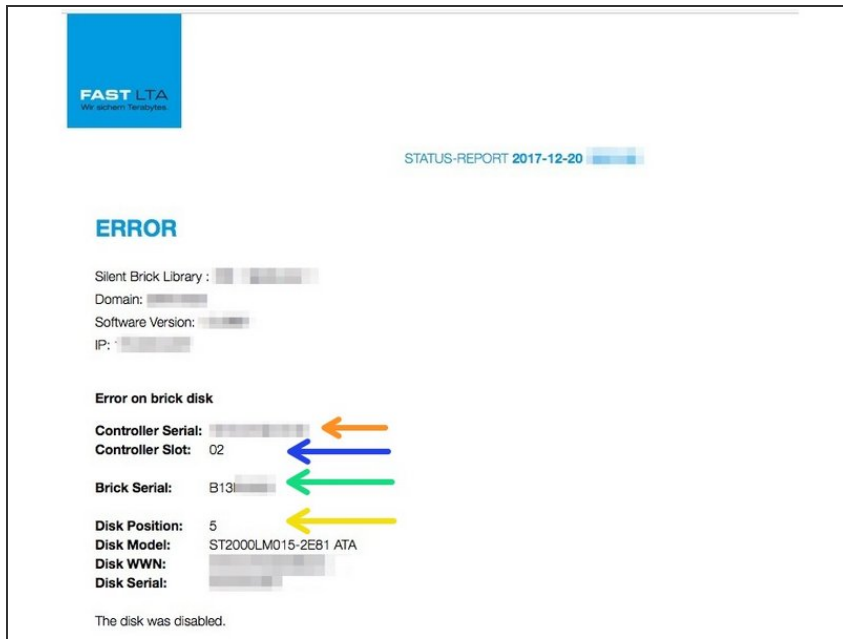 FAST LTA
Wir sichern Terabytes.
STATUS-REPORT 2017-12-20
ERROR
Silent Brick Library :
Domain:
Software Version:
IP:
Error on brick disk
Controller Serial:
Controller Slot: 02
Brick Serial: B13
Disk Position: 5
Disk Model: ST2000LM015-2E81 ATA
Disk WWN:
Disk Serial:
The disk was disabled.